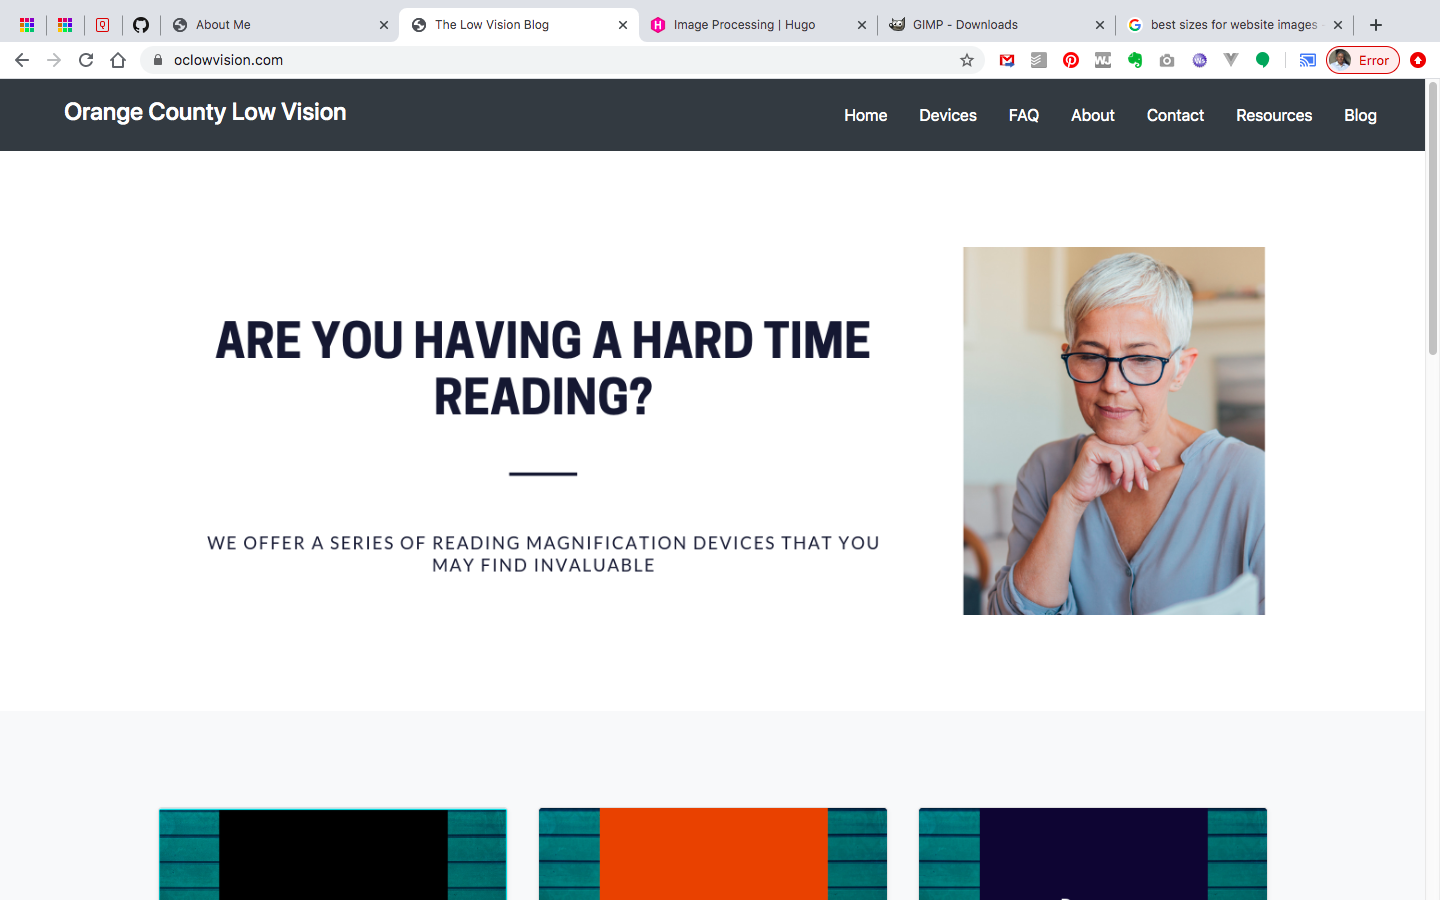 About Me
The Low Vision Blog
Image Processing | Hugo
GIMP - Downloads
best sizes for website images
oclowvision.com
Error
Orange County Low Vision
Home Devices FAQ About Contact Resources Blog
ARE YOU HAVING A HARD TIME
READING?
WE OFFER A SERIES OF READING MAGNIFICATION DEVICES THAT YOU
MAY FIND INVALUABLE